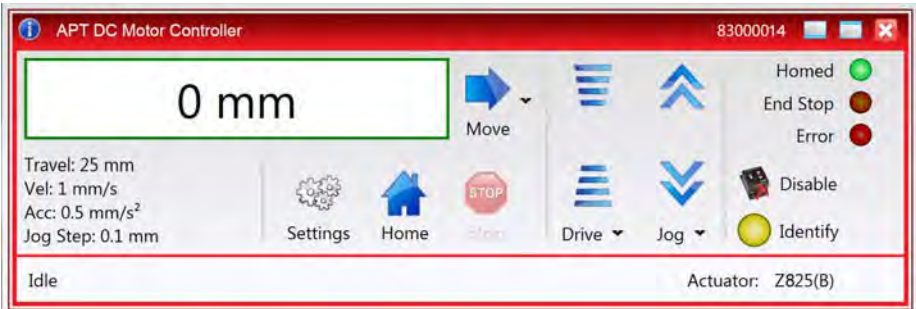 APT DC Motor Controller
83000014
0 mm
Move
Homed
End Stop
Error
Travel: 25 mm
Vel: 1 mm/s
Acc: 0.5 mm/s²
Jog Step: 0.1 mm
Settings
Home
STOP
Stop
Drive
Jog
Disable
Identify
Idle
Actuator: Z825(B)